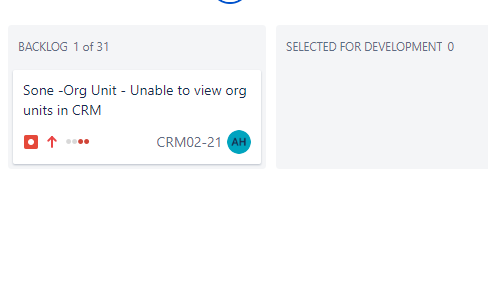 BACKLOG 1 of 31
SELECTED FOR DEVELOPMENT 0
Sone -Org Unit - Unable to view org
units in CRM
CRM02-21 AH